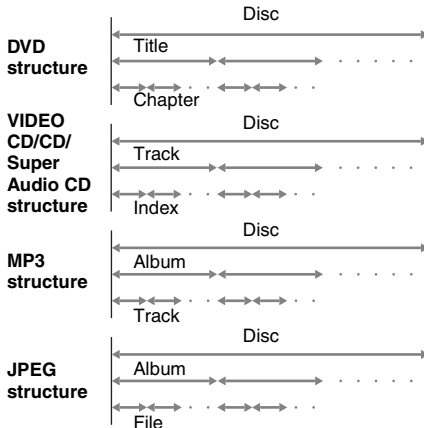 Disc
DVD structure
Title
Chapter
VIDEO CD/CD/ Super Audio CD structure
Disc
Track
Index
MP3 structure
Disc
Album
Track
JPEG structure
Disc
Album
File